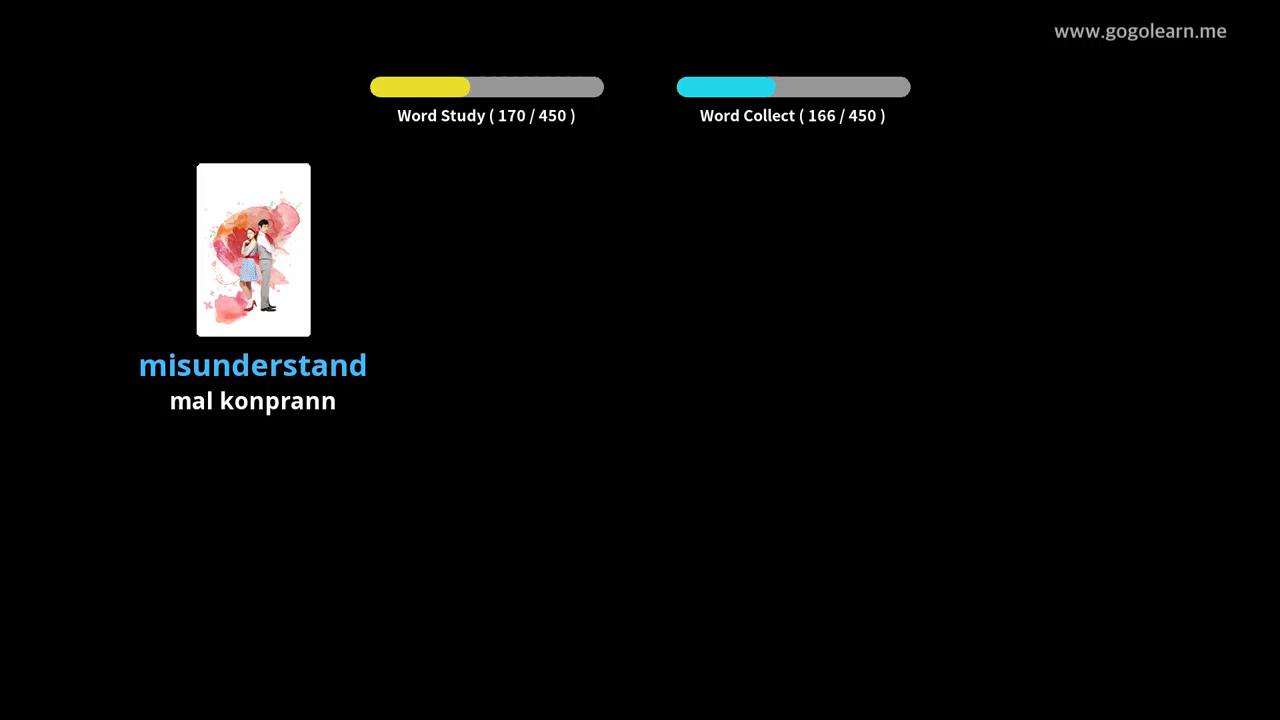 www.gogolearn.me
Word Study ( 170 / 450 )
Word Collect ( 166 / 450 )
misunderstand
mal konprann